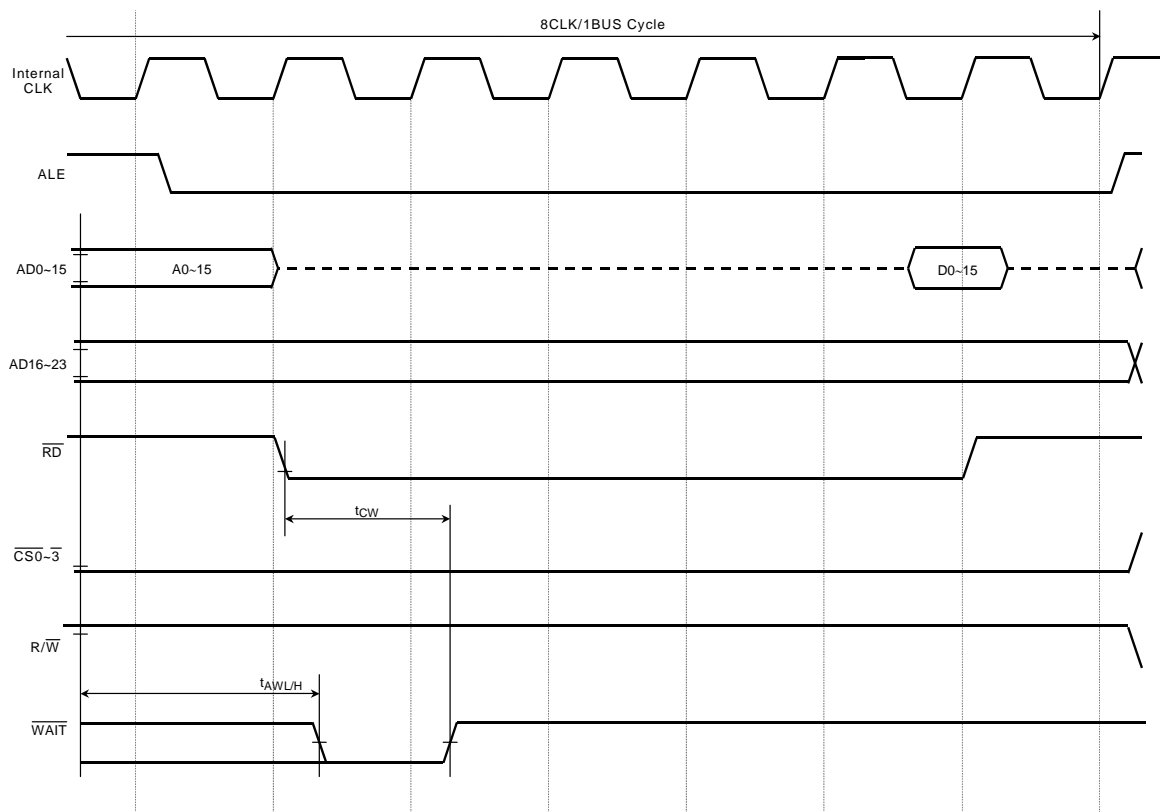 8CLK/1BUS Cycle
Internal
CLK
ALE
AD0~15
A0~15
D0~15
AD16~23
RD
tCW
CS0~3
R/W
tAWL/H
WAIT